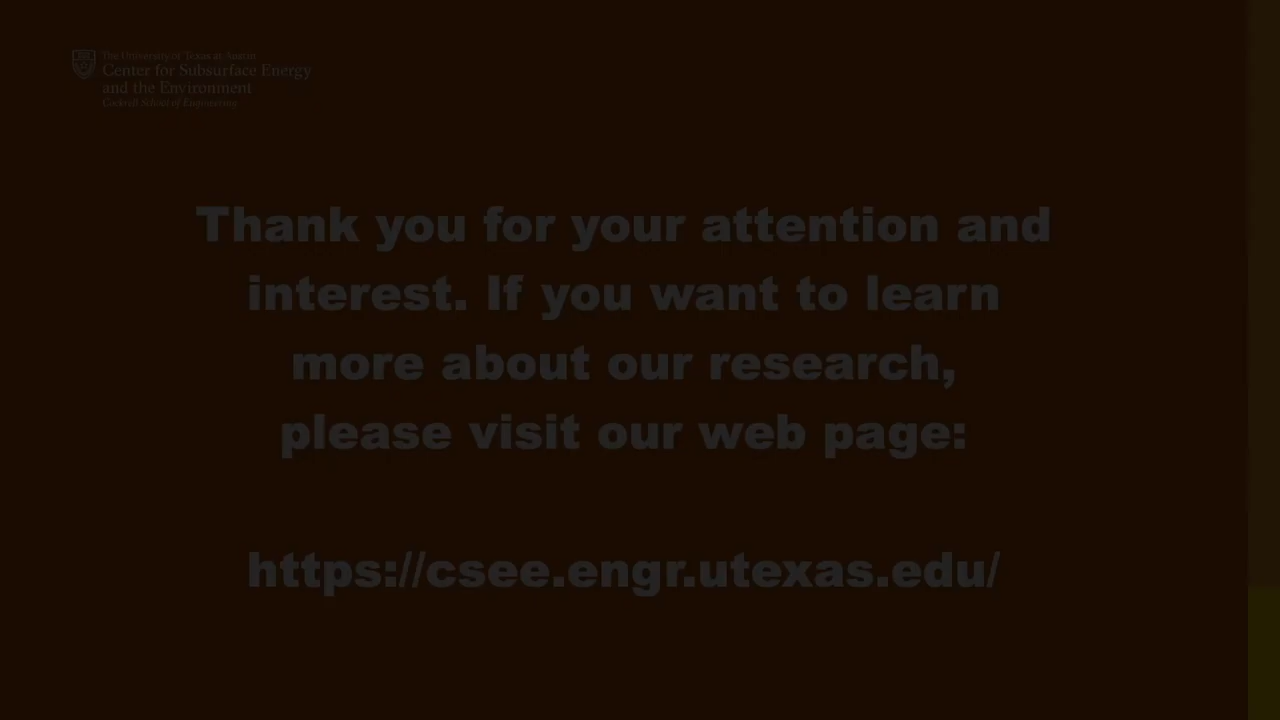 The University of Texas at Austin
Center for Subsurface Energy
and the Environment
Cockrell School of Engineering
Thank you for your attention and
interest. If you want to learn
more about our research,
please visit our web page:
https://csee.engr.utexas.edu/